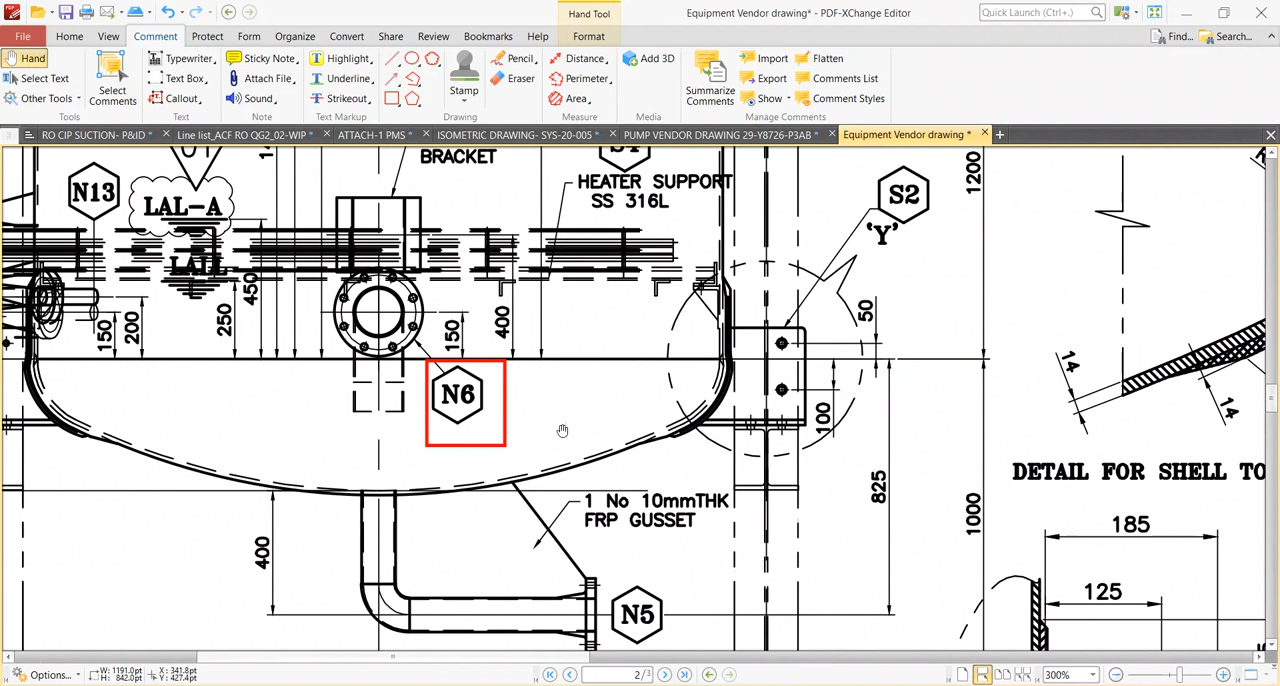 Hand Tool
Equipment Vendor drawing* - PDF-XChange Editor
Quick Launch (Ctrl+.)
File
Home
View
Comment
Protect
Form
Organize
Convert
Share
Review
Bookmarks
Help
Format
Find...
Search...
Hand
Select Text
Other Tools
Select Comments
Typewriter
Text Box
Callout
Sticky Note
Attach File
Sound
Highlight
Underline
Strikeout
Stamp
Pencil
Eraser
Distance
Perimeter
Area
Add 3D
Summarize Comments
Import
Export
Show
Flatten
Comments List
Comment Styles
Tools
Text
Note
Text Markup
Drawing
Measure
Media
Manage Comments
RO CIP SUCTION- P&ID *
Line list_ACF RO QG2_02-WIP *
ATTACH-1 PMS *
ISOMETRIC DRAWING- SYS-20-005 *
PUMP VENDOR DRAWING 29-Y8726-P3AB *
Equipment Vendor drawing *
BRACKET
HEATER SUPPORT
SS 316L
N13
LAL-A
LALL
S2
'Y'
1200
450
250
200
150
150
400
50
100
N6
14
14
825
1000
DETAIL FOR SHELL TO
1 No 10mmTHK
FRP GUSSET
400
N5
185
125
Options...
W: 1191.0pt
H: 842.0pt
X: 341.8pt
Y: 427.4pt
2/3
300%